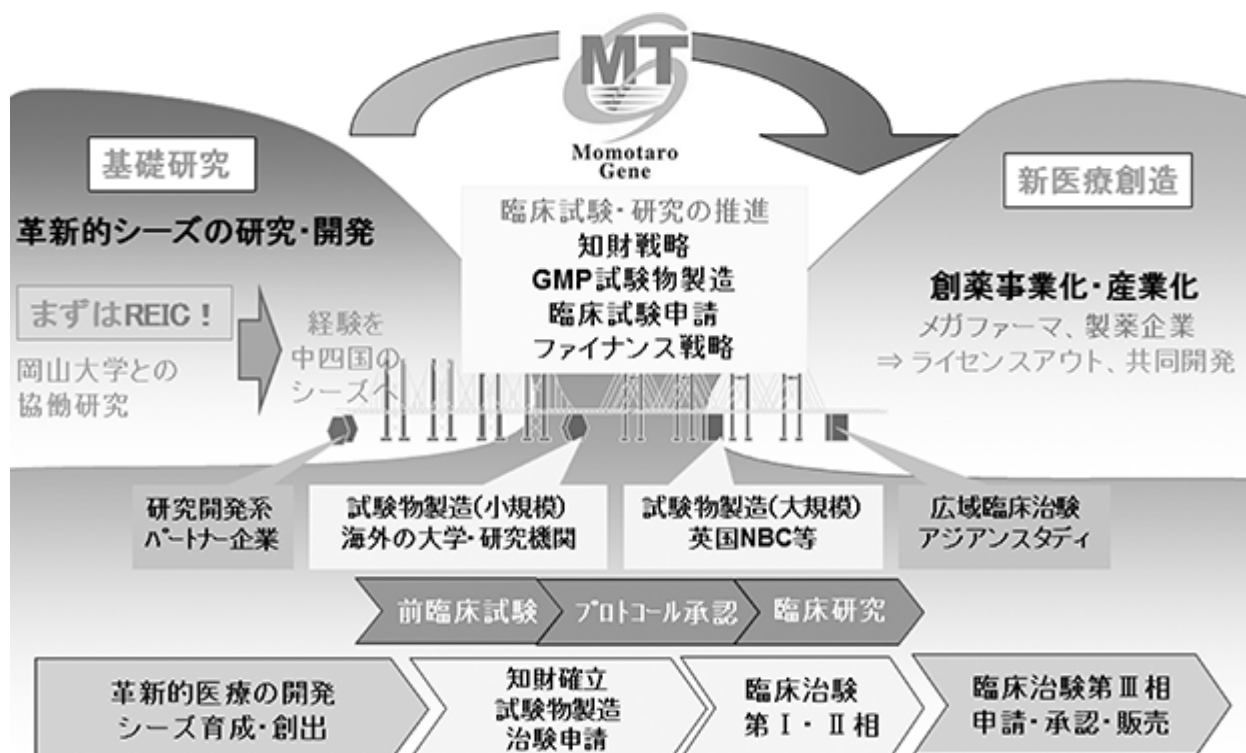 MT
Momotaro
Gene
基礎研究
革新的シーズの研究・開発
まずはREIC！
岡山大学との
協働研究
経験を
中四国の
シーズへ
臨床試験・研究の推進
知財戦略
GMP試験物製造
臨床試験申請
ファイナンス戦略
新医療創造
創薬事業化・産業化
メガファーマ、製薬企業
⇒ライセンスアウト、共同開発
研究開発系
パートナー企業
試験物製造(小規模)
海外の大学・研究機関
試験物製造(大規模)
英国NBC等
広域臨床治験
アジアンスタディ
前臨床試験
プロトコール承認
臨床研究
革新的医療の開発
シーズ育成・創出
知財確立
試験物製造
治験申請
臨床治験
第Ⅰ・Ⅱ相
臨床治験第Ⅲ相
申請・承認・販売